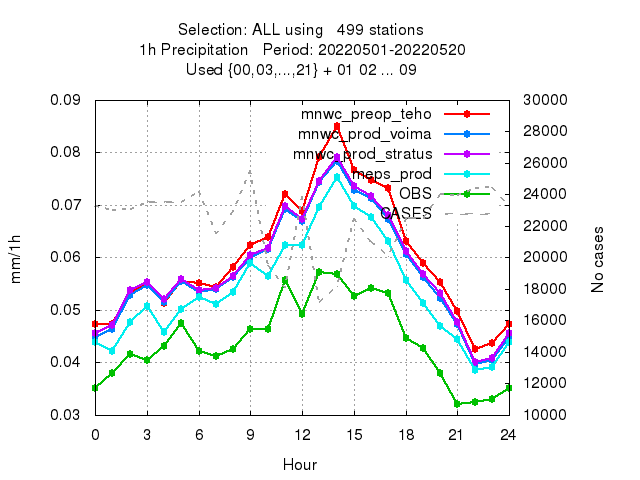 Selection: ALL using 499 stations
1h Precipitation Period: 20220501-20220520
Used {00,03,...,21} + 01 02 ... 09
0.09
0.08
0.07
0.06
0.05
0.04
0.03
mm/1h
mnwc_preop_teho
mnwc_prod_voima
mnwc_prod_stratus
meps_prod
OBS
CASES
30000
28000
26000
24000
22000
20000
18000
16000
14000
12000
10000
No cases
0 3 6 9 12 15 18 21 24
Hour